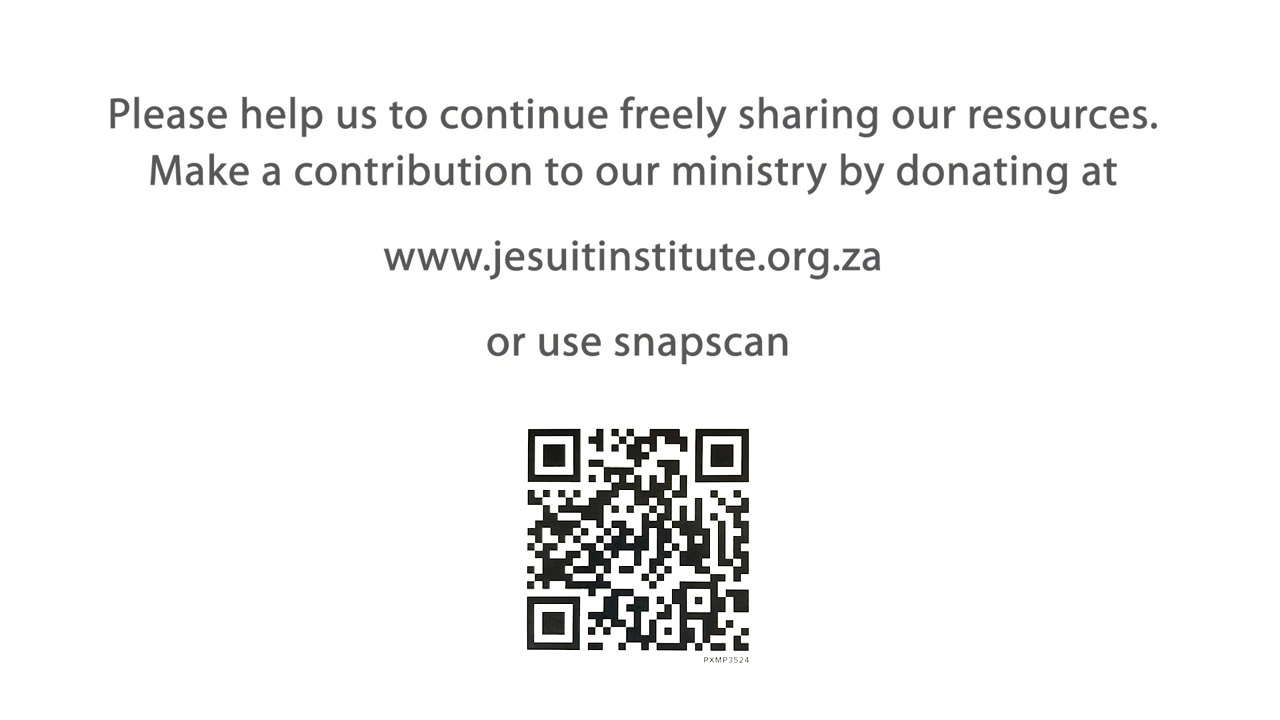 Please help us to continue freely sharing our resources.
Make a contribution to our ministry by donating at
www.jesuitinstitute.org.za
or use snapscan
PXMP3524